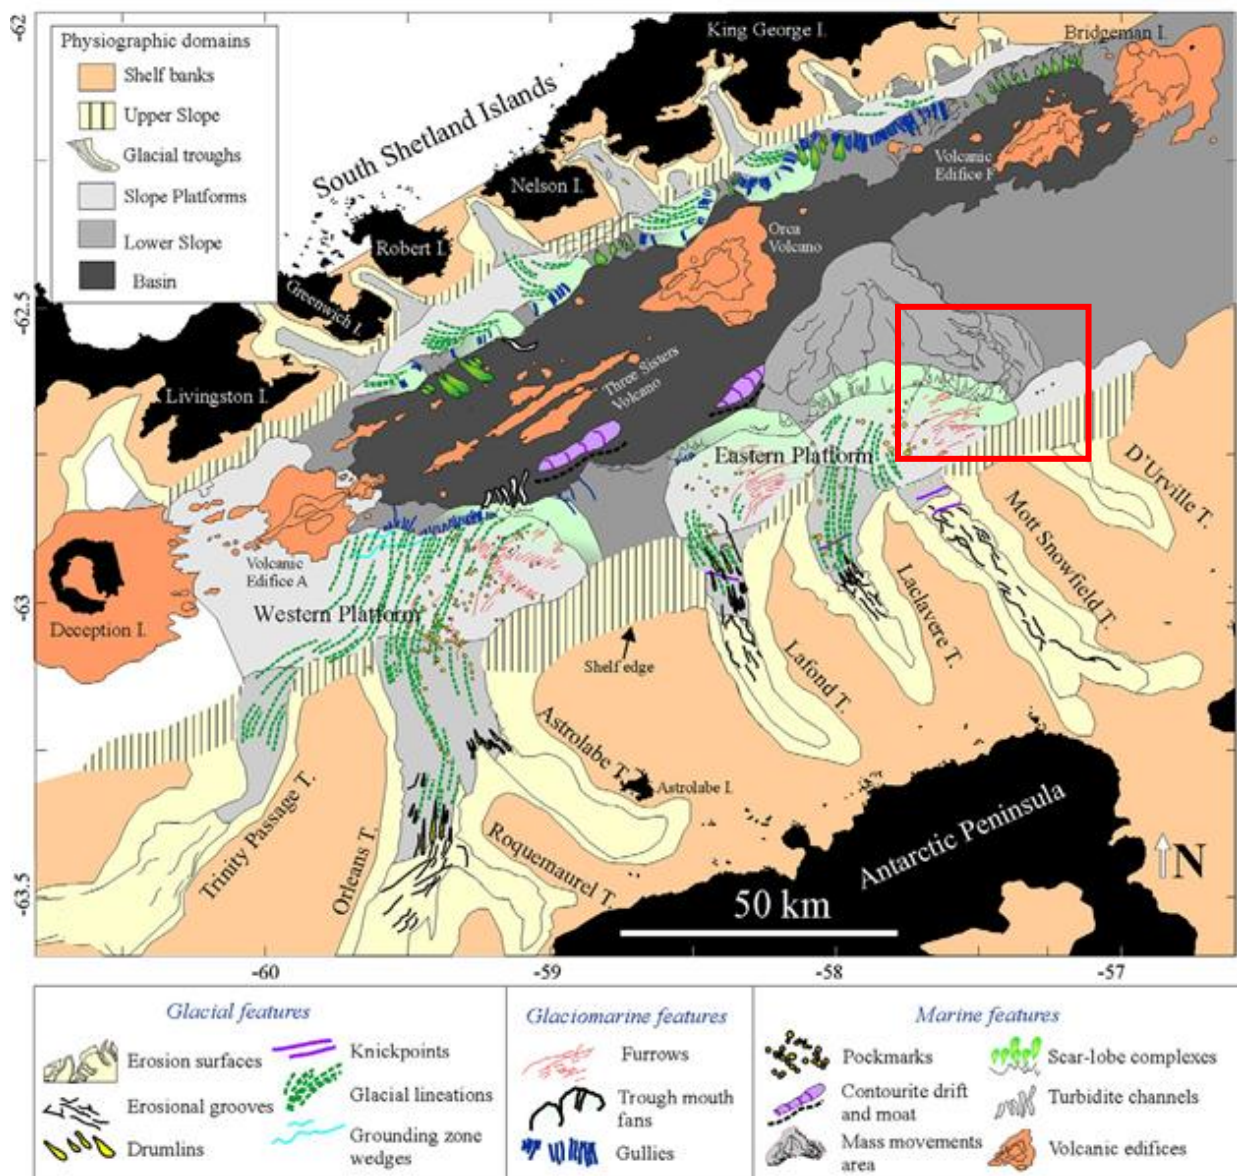 -62
-62.5
-63
-63.5
Physiographic domains
Shelf banks
Upper Slope
Glacial troughs
Slope Platforms
Lower Slope
Basin
King George I.
Bridgeman I.
South Shetland Islands
Nelson I.
Volcanic
Edifice F
Robert I.
Orca
Volcano
Greenwich I.
Livingston I.
Three Sisters
Volcano
Eastern Platform
D'Urville T.
Mott Snowfield T.
Volcanic
Edifice A
Western Platform
Deception I.
Laclavere T.
Lafond T.
Shelf edge
Astrolabe T.
Astrolabe I.
Trinity Passage T.
Orleans T.
Roquemaurel T.
Antarctic Peninsula
N
50 km
-60
-59
-58
-57
Glacial features
Erosion surfaces
Erosional grooves
Drumlins
Knickpoints
Glacial lineations
Grounding zone
wedges
Glaciomarine features
Furrows
Trough mouth
fans
Gullies
Marine features
Pockmarks
Contourite drift
and moat
Mass movements
area
Scar-lobe complexes
Turbidite channels
Volcanic edifices